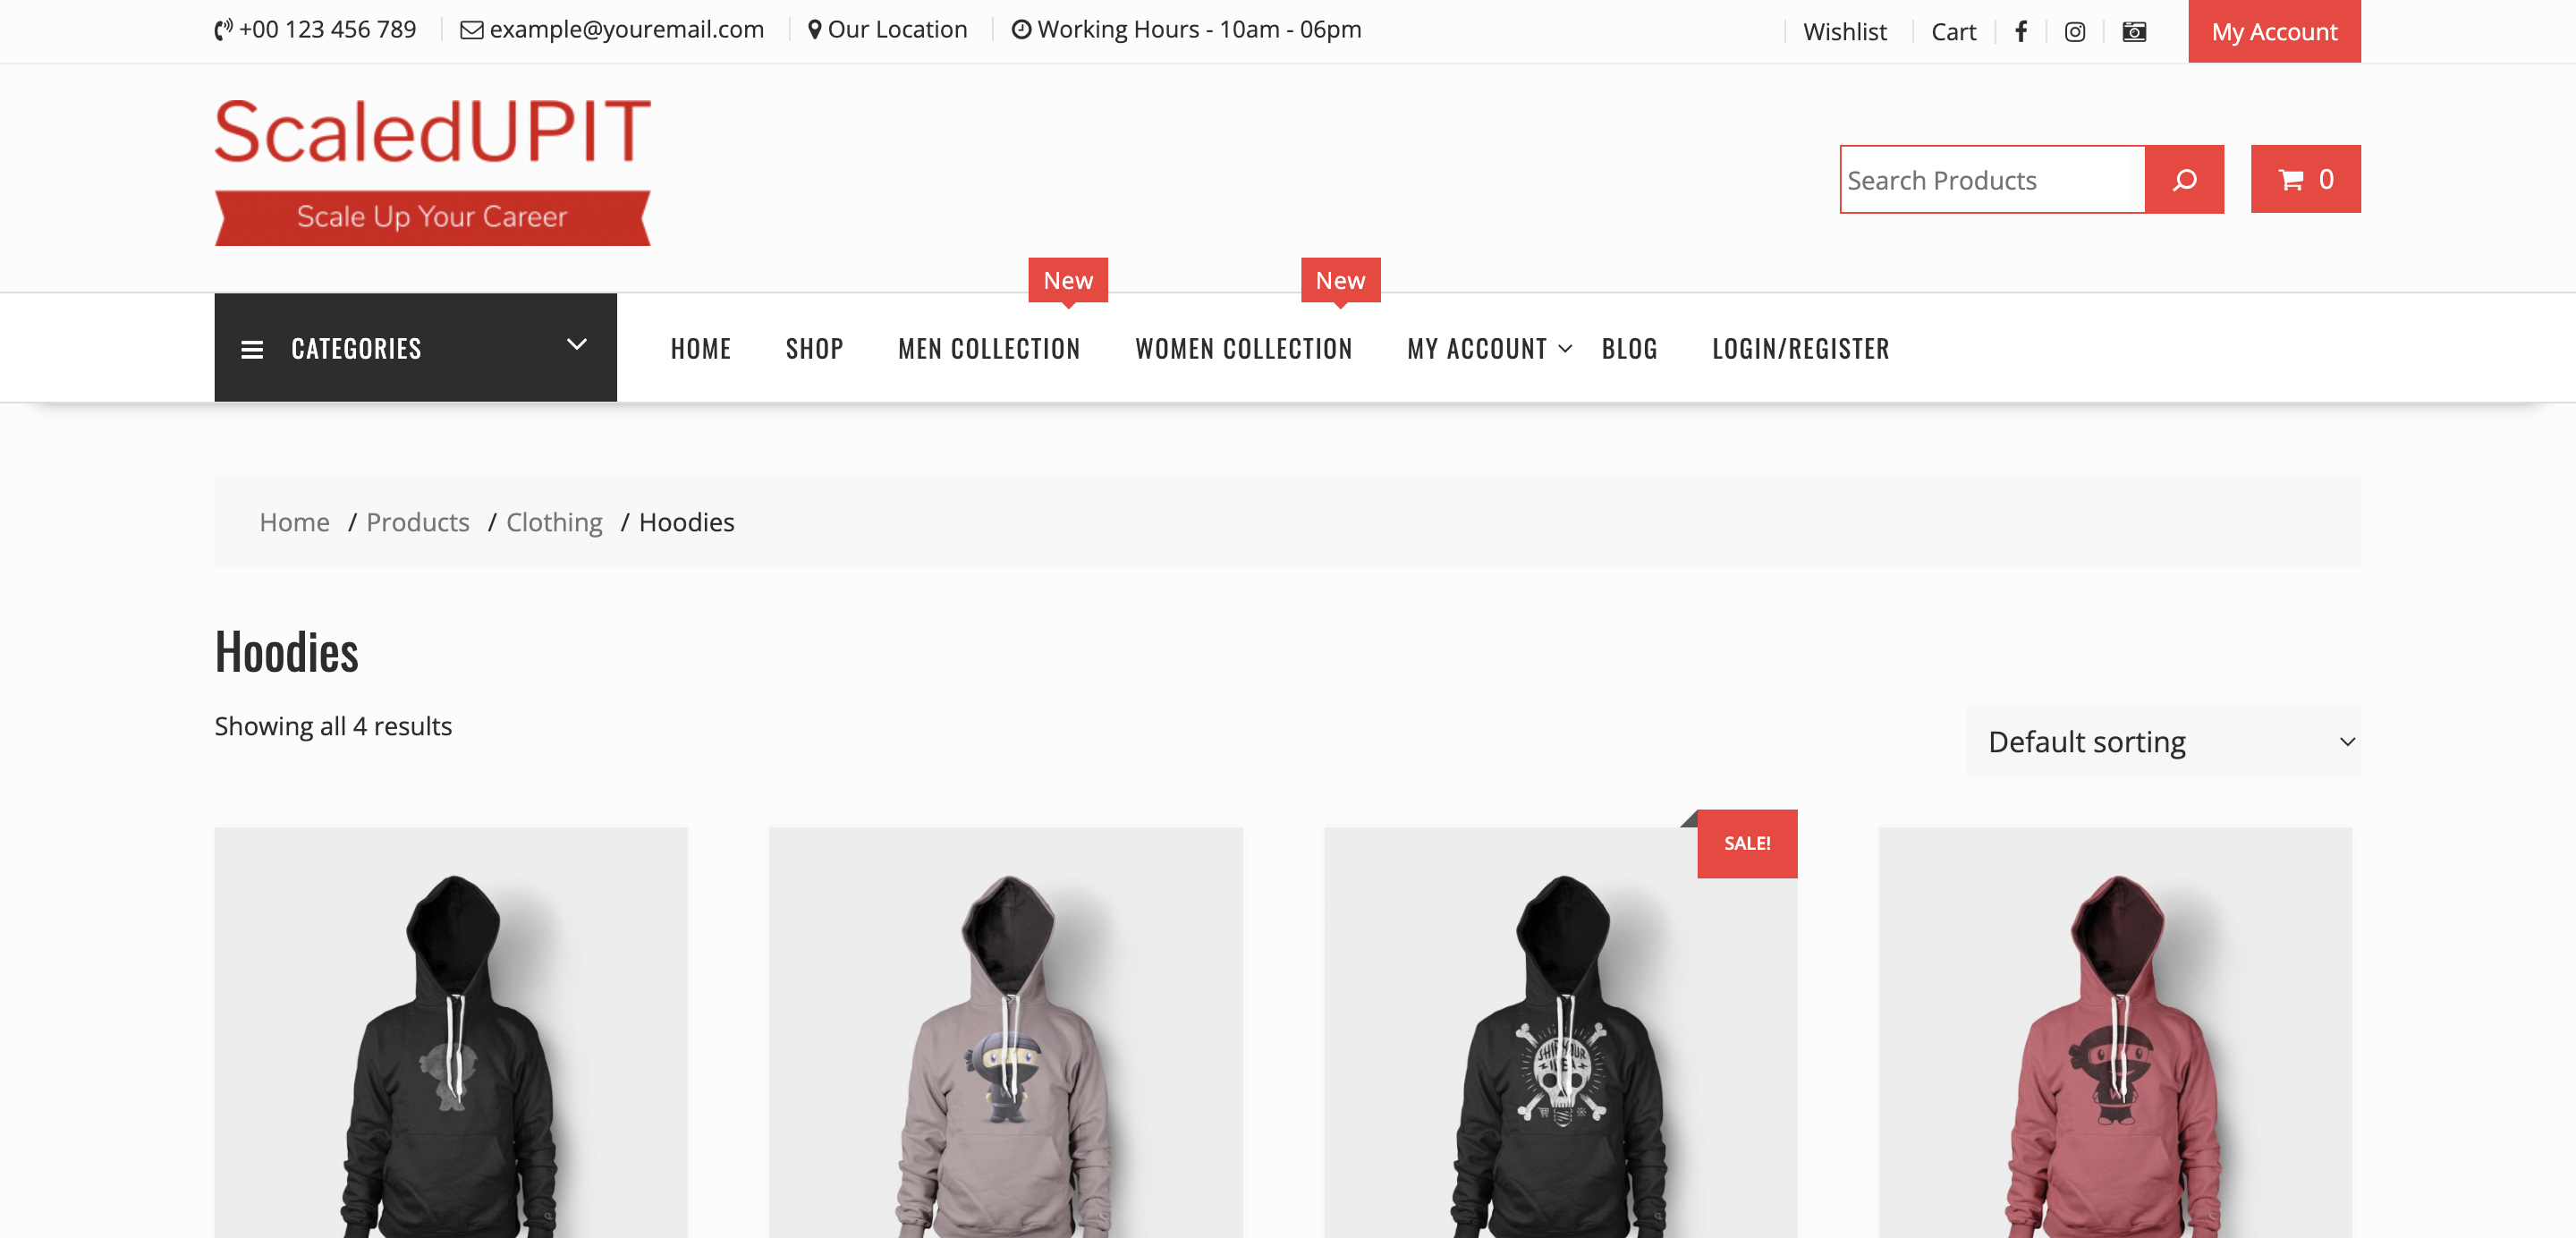 +00 123 456 789
example@youremail.com
Our Location
Working Hours - 10am - 06pm
Wishlist
Cart
My Account
ScaledUPIT
Scale Up Your Career
Search Products
0
New
New
CATEGORIES
HOME
SHOP
MEN COLLECTION
WOMEN COLLECTION
MY ACCOUNT
BLOG
LOGIN/REGISTER
Home / Products / Clothing / Hoodies
Hoodies
Showing all 4 results
Default sorting
SALE!